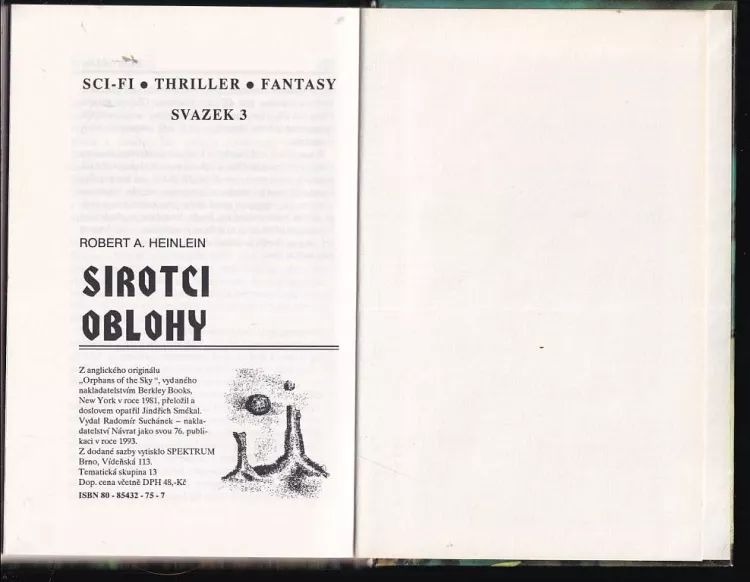 SCI-FI ● THRILLER ● FANTASY
SVAZEK 3
ROBERT A. HEINLEIN
SIROTCI
OBLOHY
Z anglického originálu
„Orphans of the Sky“, vydaného
nakladatelstvím Berkley Books,
New York v roce 1981, přeložil a
doslovem opatřil Jindřich Smékal.
Vydal Radomír Suchánek – nakla-
datelství Návrat jako svou 76. publi-
kaci v roce 1993.
Z dodané sazby vytisklo SPEKTRUM
Brno, Vídeňská 113.
Tematická skupina 13
Dop. cena včetně DPH 48,-Kč
ISBN 80 - 85432 - 75 - 7